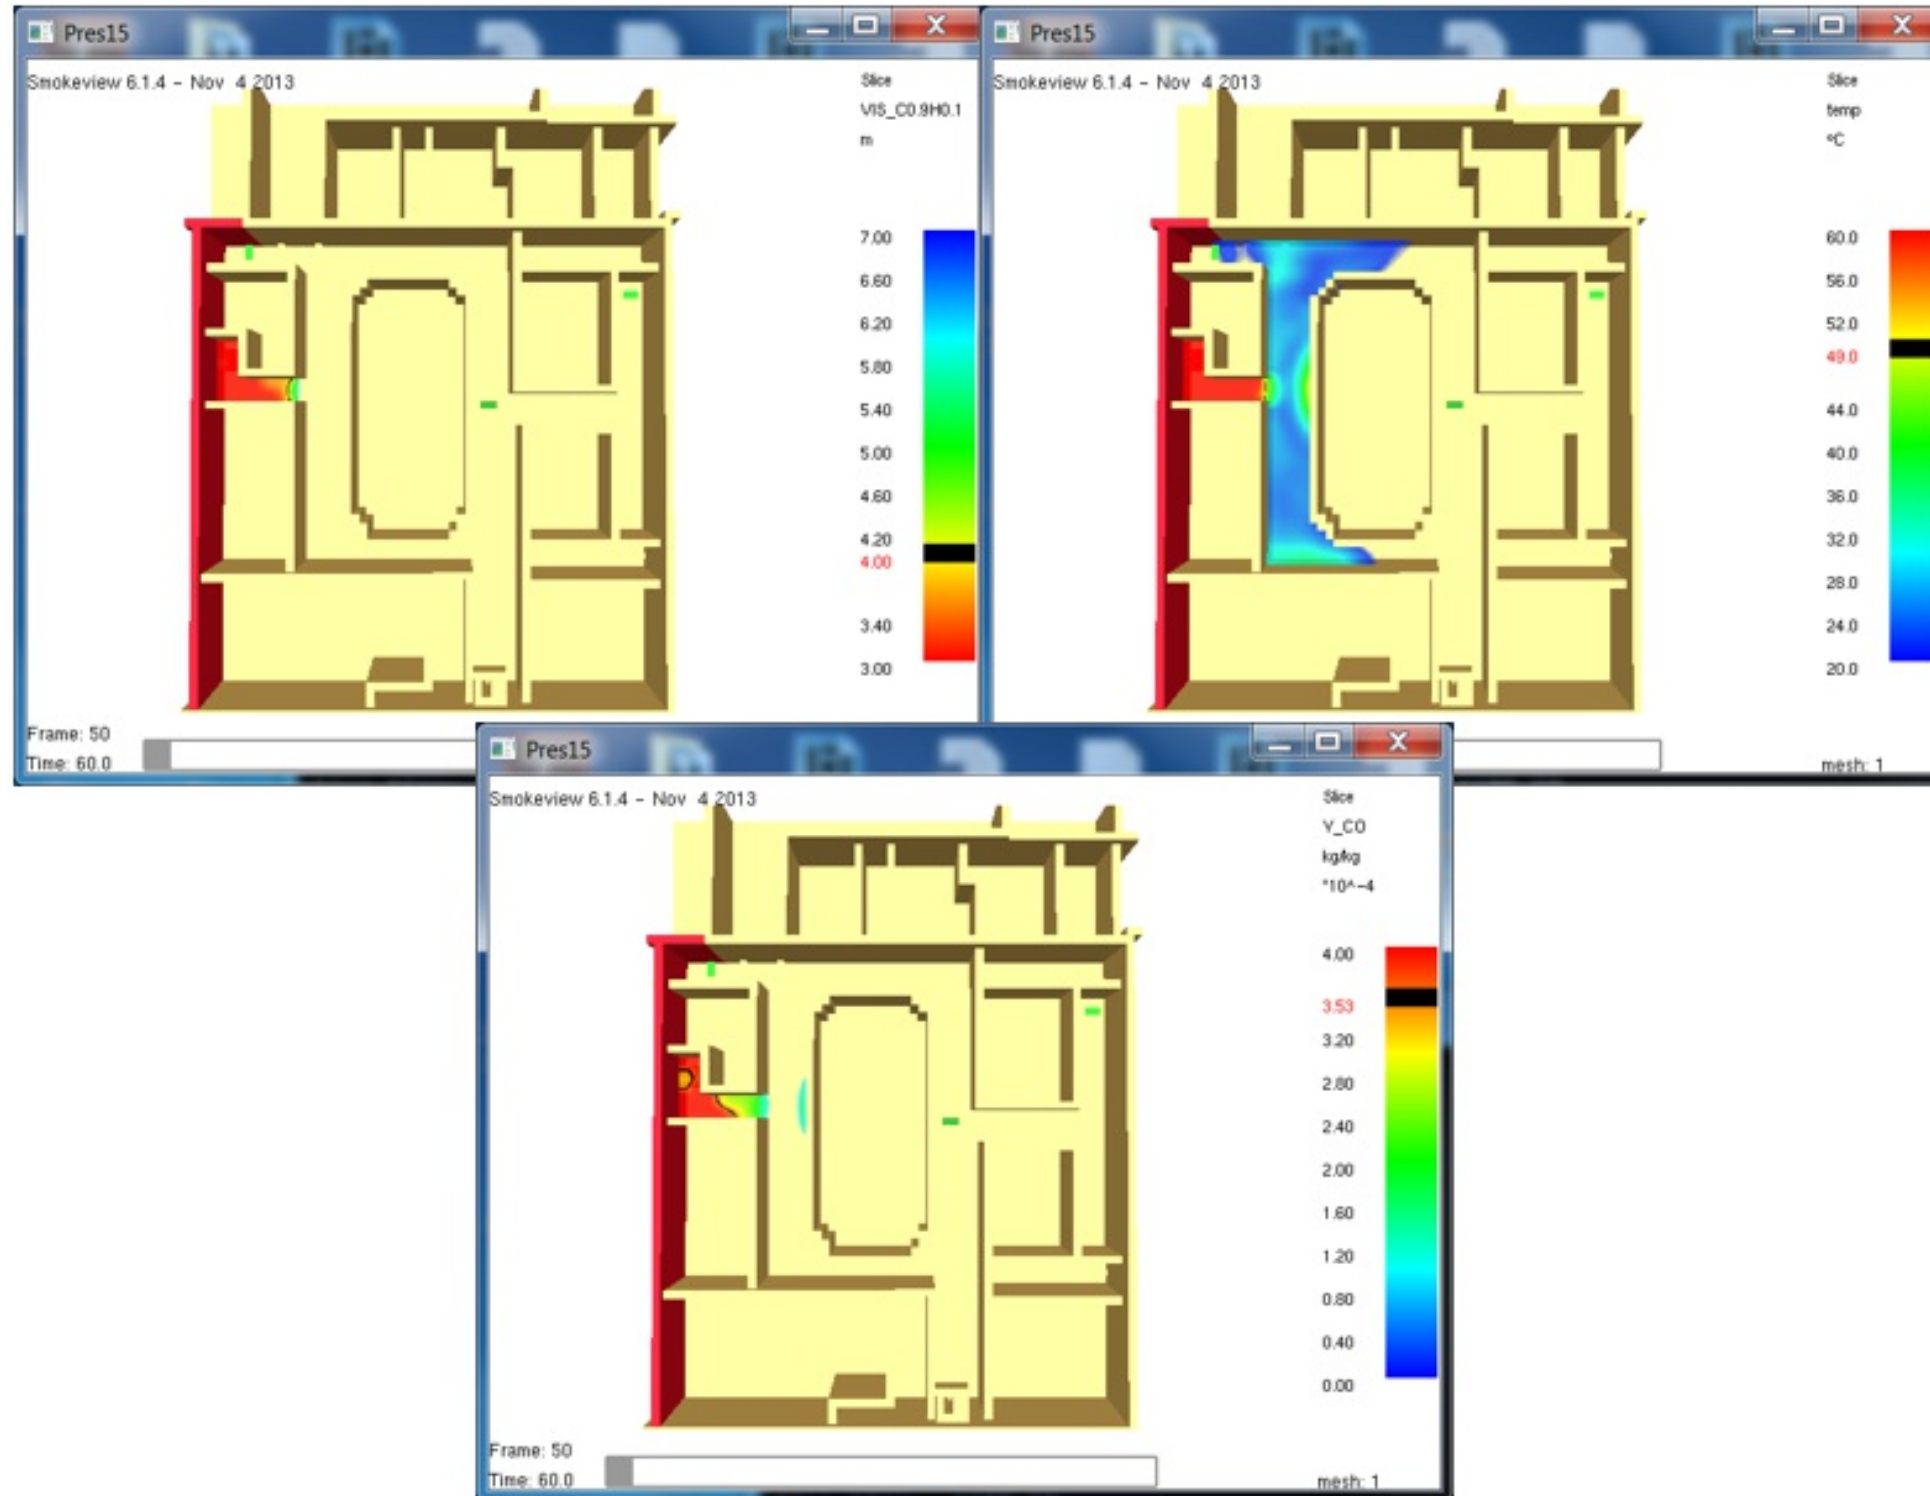 Pres15
Smokeview 6.1.4 - Nov 4 2013
Slice
VIS_C0.9H0.1
m
7.00
6.60
6.20
5.80
5.40
5.00
4.60
4.20
4.00
3.40
3.00
Frame: 50
Time: 60.0
Pres15
Smokeview 6.1.4 - Nov 4 2013
Slice
temp
°C
60.0
56.0
52.0
49.0
44.0
40.0
36.0
32.0
28.0
24.0
20.0
mesh: 1
Pres15
Smokeview 6.1.4 - Nov 4 2013
Slice
Y_CO
kg/kg
*10^-4
4.00
3.53
3.20
2.80
2.40
2.00
1.60
1.20
0.80
0.40
0.00
Frame: 50
Time: 60.0
mesh: 1